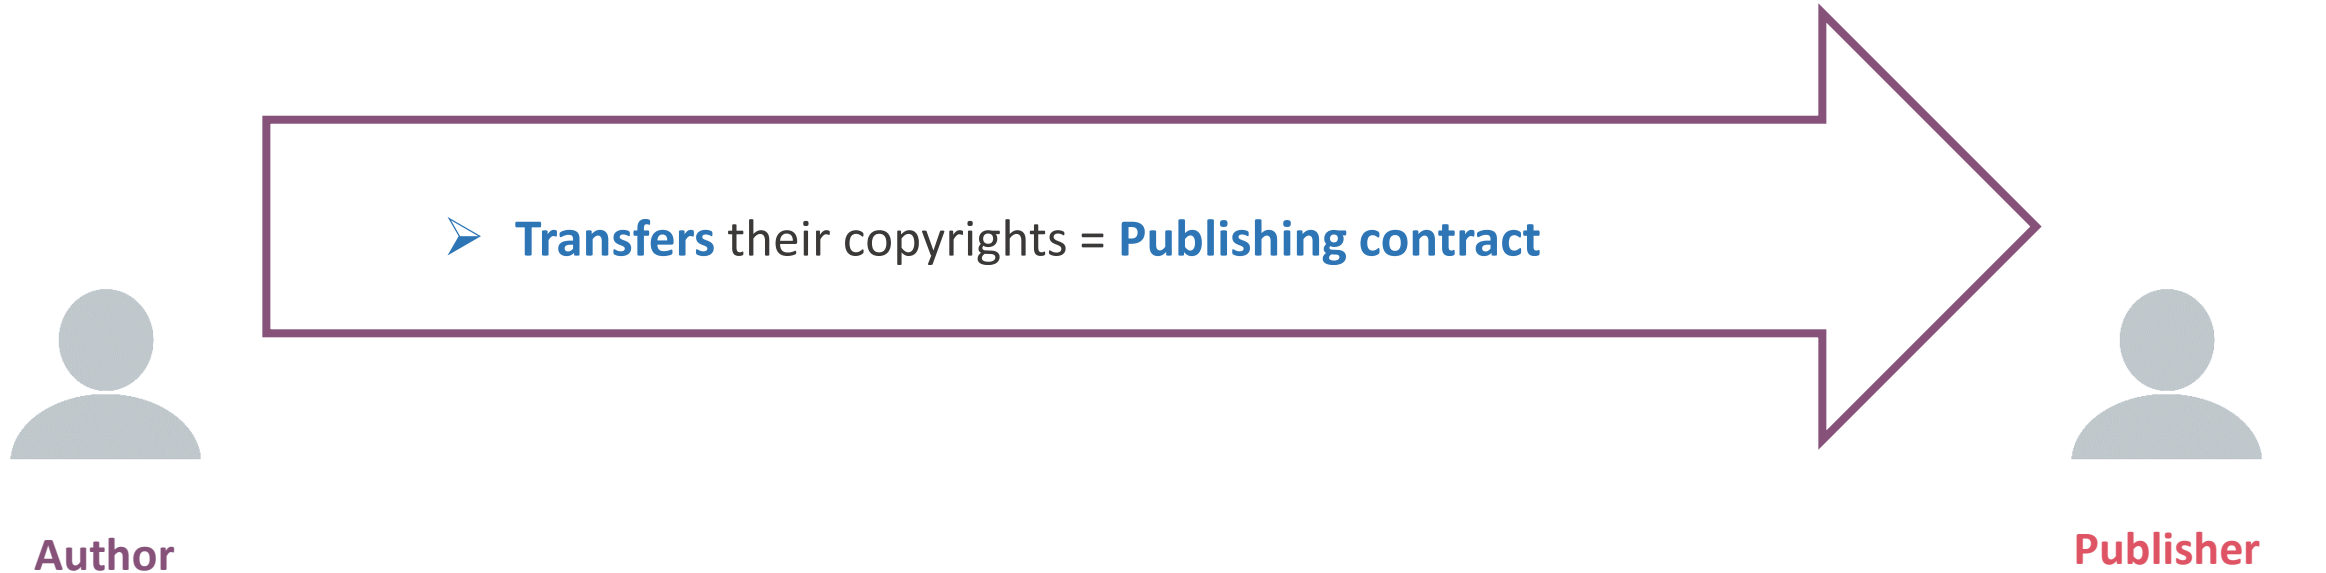 Transfers their copyrights = Publishing contract
Author
Publisher